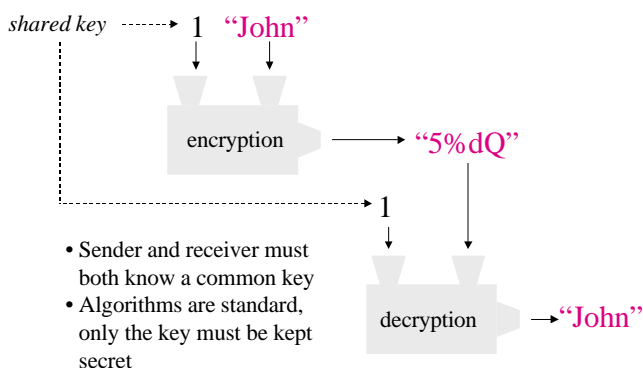 shared key 1 “John”
encryption
“5%dQ”
1
• Sender and receiver must
both know a common key
• Algorithms are standard,
only the key must be kept
secret
decryption
“John”